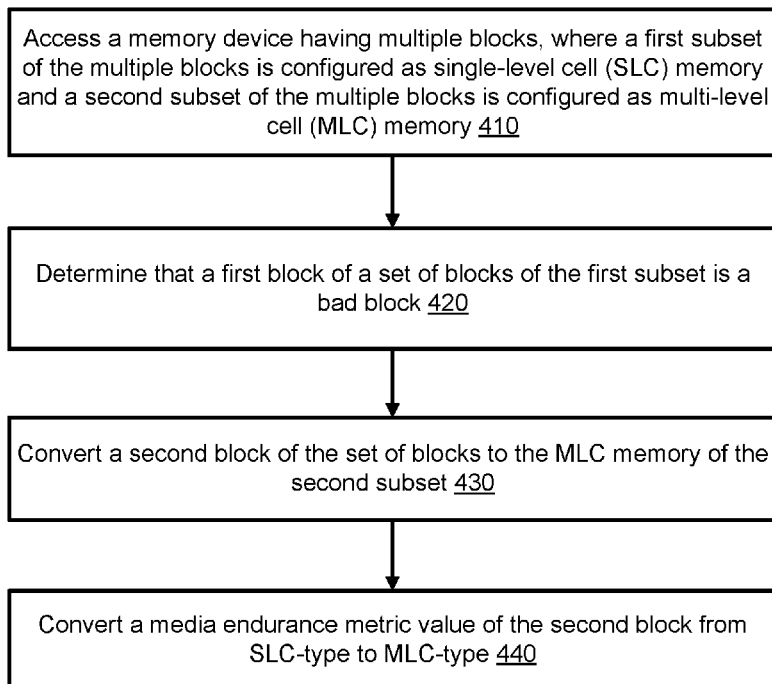 Access a memory device having multiple blocks, where a first subset
of the multiple blocks is configured as single-level cell (SLC) memory
and a second subset of the multiple blocks is configured as multi-level
cell (MLC) memory 410
Determine that a first block of a set of blocks of the first subset is a
bad block 420
Convert a second block of the set of blocks to the MLC memory of the
second subset 430
Convert a media endurance metric value of the second block from
SLC-type to MLC-type 440